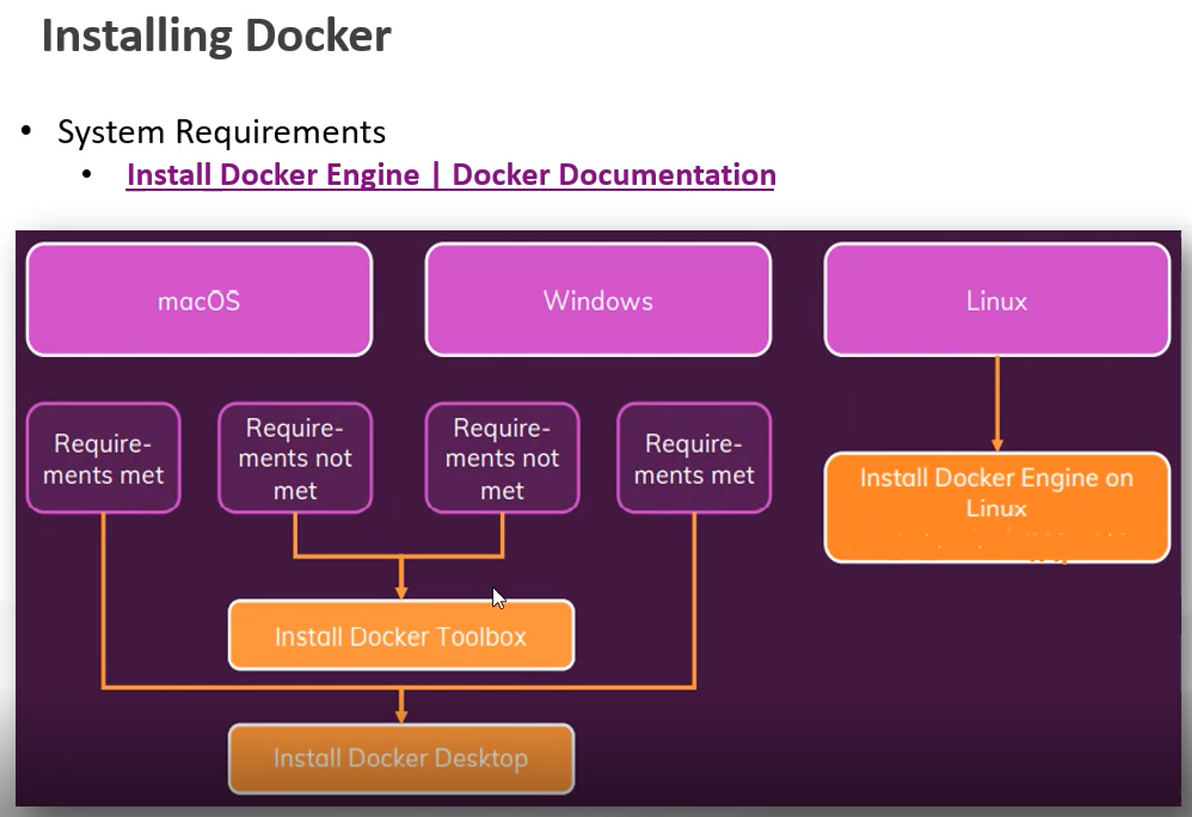 Installing Docker
• System Requirements
• Install Docker Engine | Docker Documentation
macOS
Windows
Linux
Require-
ments met
Require-
ments not
met
Require-
ments not
met
Require-
ments met
Install Docker Engine on
Linux
Install Docker Toolbox
Install Docker Desktop